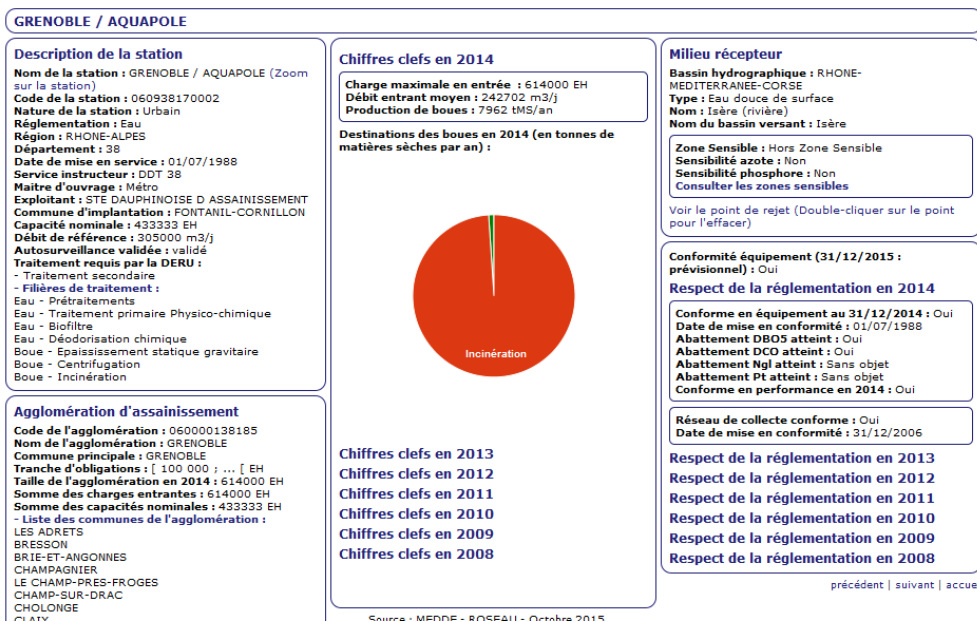 GRENOBLE / AQUAPOLE
Description de la station
Nom de la station : GRENOBLE / AQUAPOLE (Zoom
sur la station)
Code de la station : 060938170002
Nature de la station : Urbain
Réglementation : Eau
Région : RHONE-ALPES
Département : 38
Date de mise en service : 01/07/1988
Service instructeur : DDT 38
Maitre d'ouvrage : Métro
Exploitant : STE DAUPHINOISE D ASSAINISSEMENT
Commune d'implantation : FONTANIL-CORNILLON
Capacité nominale : 433333 EH
Débit de référence : 305000 m3/j
Autosurveillance validée : validé
Traitement requis par la DERU :
- Traitement secondaire
- Filières de traitement :
Eau - Prétraitements
Eau - Traitement primaire Physico-chimique
Eau - Biofiltre
Eau - Déodorisation chimique
Boue - Epaississement statique gravitaire
Boue - Centrifugation
Boue - Incinération
Agglomération d'assainissement
Code de l'agglomération : 060000138185
Nom de l'agglomération : GRENOBLE
Commune principale : GRENOBLE
Tranche d'obligations : [ 100 000 ; ... [ EH
Taille de l'agglomération en 2014 : 614000 EH
Somme des charges entrantes : 614000 EH
Somme des capacités nominales : 433333 EH
- Liste des communes de l'agglomération :
LES ADRETS
BRESSON
BRIE-ET-ANGONNES
CHAMPAGNIER
LE CHAMP-PRES-FROGES
CHAMP-SUR-DRAC
CHOLONGE
CLAIX
Chiffres clefs en 2014
Charge maximale en entrée : 614000 EH
Débit entrant moyen : 242702 m3/j
Production de boues : 7962 tMS/an
Destinations des boues en 2014 (en tonnes de
matières sèches par an) :
Incinération
Chiffres clefs en 2013
Chiffres clefs en 2012
Chiffres clefs en 2011
Chiffres clefs en 2010
Chiffres clefs en 2009
Chiffres clefs en 2008
Source : MEDDE - ROSEAU - Octobre 2015
Milieu récepteur
Bassin hydrographique : RHONE-
MEDITERRANEE-CORSE
Type : Eau douce de surface
Nom : Isère (rivière)
Nom du bassin versant : Isère
Zone Sensible : Hors Zone Sensible
Sensibilité azote : Non
Sensibilité phosphore : Non
Consulter les zones sensibles
Voir le point de rejet (Double-cliquer sur le point
pour l'effacer)
Conformité équipement (31/12/2015 :
prévisionnel) : Oui
Respect de la réglementation en 2014
Conforme en équipement au 31/12/2014 : Oui
Date de mise en conformité : 01/07/1988
Abattement DBO5 atteint : Oui
Abattement DCO atteint : Oui
Abattement Ngl atteint : Sans objet
Abattement Pt atteint : Sans objet
Conforme en performance en 2014 : Oui
Réseau de collecte conforme : Oui
Date de mise en conformité : 31/12/2006
Respect de la réglementation en 2013
Respect de la réglementation en 2012
Respect de la réglementation en 2011
Respect de la réglementation en 2010
Respect de la réglementation en 2009
Respect de la réglementation en 2008
précédent | suivant | accue